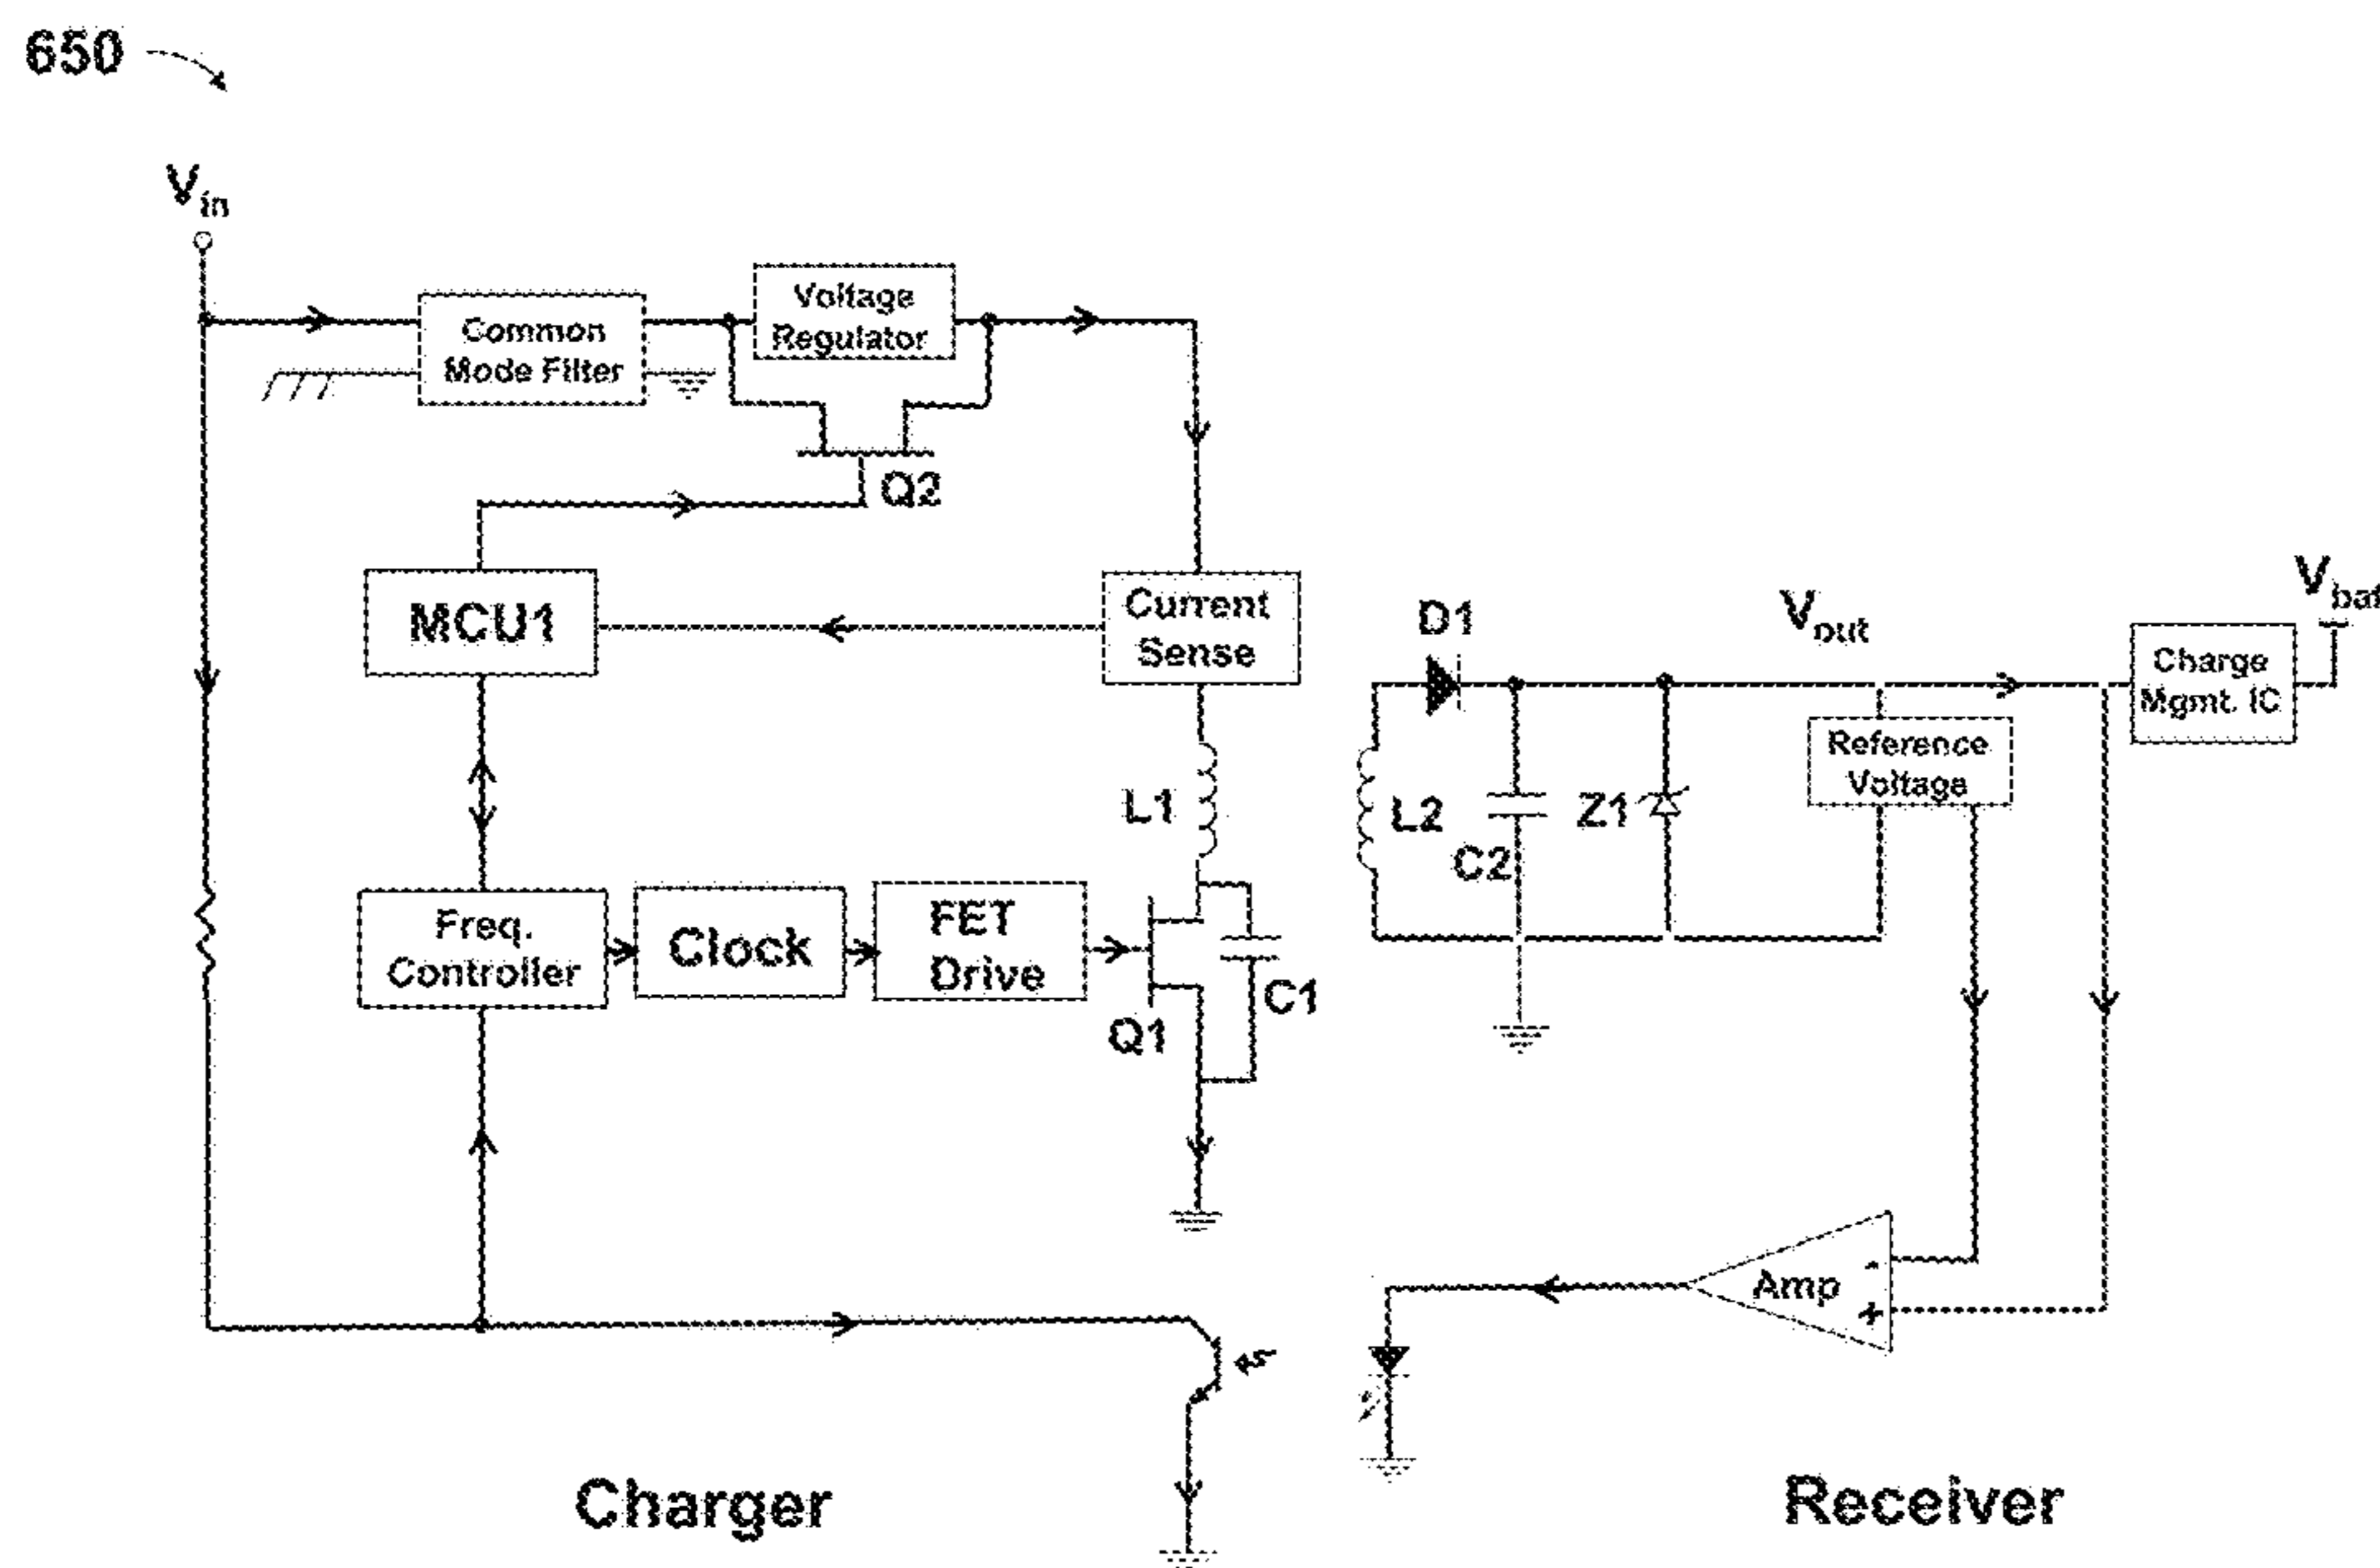 650
Vin
Voltage
Regulator
Common
Mode Filter
Q2
MCU1
Current
Sense
D1
Vout
Vbat
Charge
Mgmt. IC
Reference
Voltage
L1
L2
C2
Z1
Freq.
Controller
Clock
FET
Drive
Q1
C1
Amp
-
+
Charger
Receiver